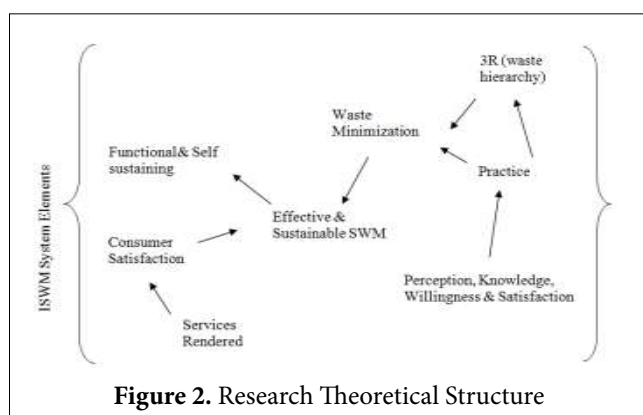 3R (waste
hierarchy)
Waste
Minimization
Functional& Self
sustaining
Practice
Effective &
Sustainable SWM
Consumer
Satisfaction
Perception, Knowledge,
Willingness & Satisfaction
Services
Rendered
ISWM System Elements
Figure 2. Research Theoretical Structure